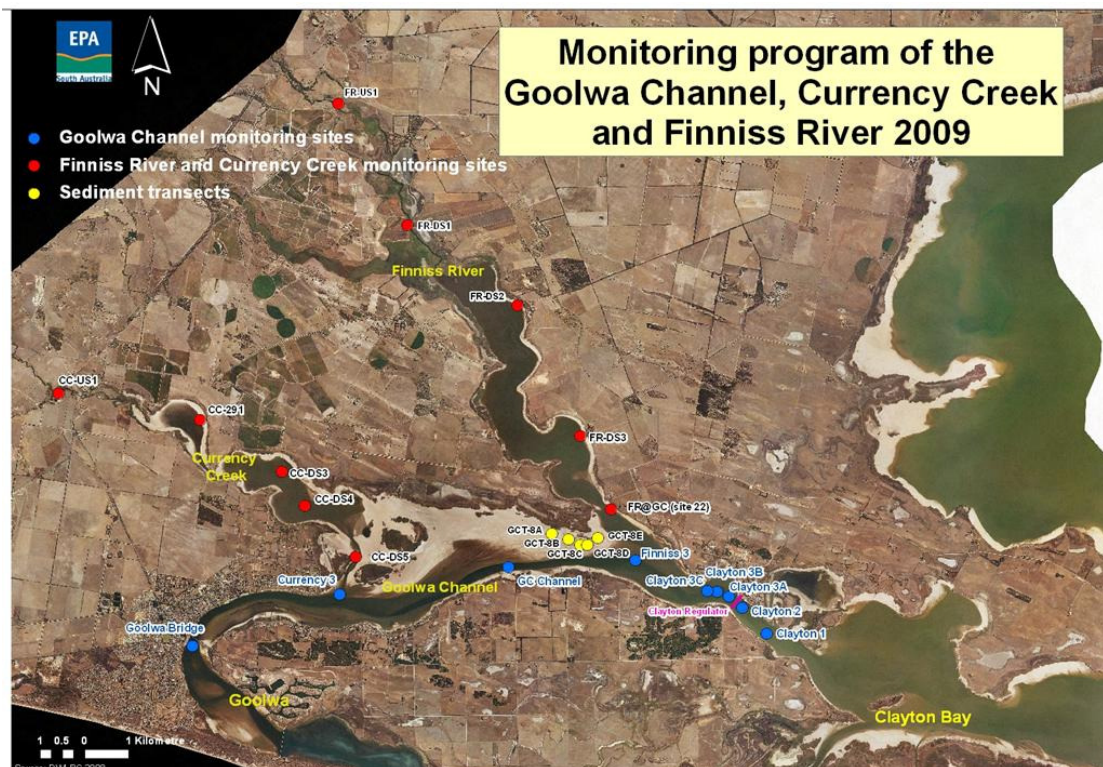 EPA
South Australia
N
Monitoring program of the
Goolwa Channel, Currency Creek
and Finniss River 2009
Goolwa Channel monitoring sites
Finniss River and Currency Creek monitoring sites
Sediment transects
FR-US1
FR-DS1
Finniss River
FR-DS2
CC-US1
CC-291
FR-DS3
Currency
Creek
CC-DS3
CC-DS4
FR@GC (site 22)
GCT-8A
GCT-8B
GCT-8C
GCT-8D
GCT-8E
CC-DS5
Finniss 3
Currency 3
Goolwa Channel
GC Channel
Clayton 3C
Clayton 3B
Clayton 3A
Clayton Regulator
Clayton 2
Clayton 1
Goolwa Bridge
Goolwa
Clayton Bay
1 0.5 0 1 Kilometre